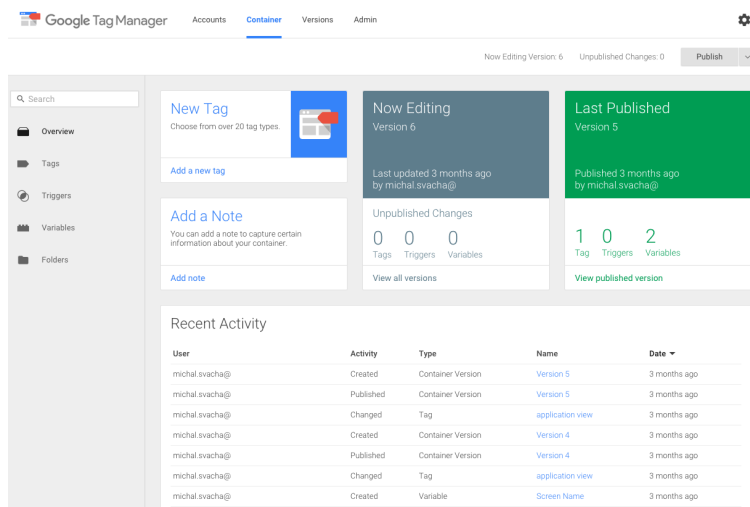 Google Tag Manager Accounts Container Versions Admin
Now Editing Version: 6 Unpublished Changes: 0 Publish
Search
Overview
Tags
Triggers
Variables
Folders
New Tag
Choose from over 20 tag types.
Add a new tag
Add a Note
You can add a note to capture certain
information about your container.
Add note
Now Editing
Version 6
Last updated 3 months ago
by michal.svacha@
Unpublished Changes
0 0 0
Tags Triggers Variables
View all versions
Last Published
Version 5
Published 3 months ago
by michal.svacha@
1 0 2
Tag Triggers Variables
View published version
Recent Activity
User Activity Type Name Date
michal.svacha@ Created Container Version Version 5 3 months ago
michal.svacha@ Published Container Version Version 5 3 months ago
michal.svacha@ Changed Tag application view 3 months ago
michal.svacha@ Created Container Version Version 4 3 months ago
michal.svacha@ Published Container Version Version 4 3 months ago
michal.svacha@ Changed Tag application view 3 months ago
michal.svacha@ Created Variable Screen Name 3 months ago